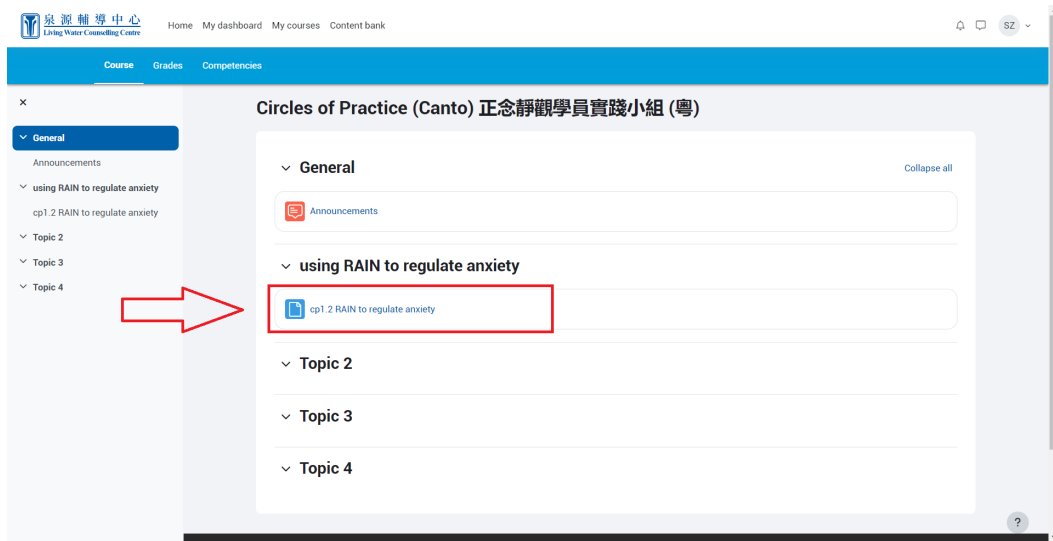 泉源輔導中心
Living Water Counselling Centre
Home My dashboard My courses Content bank
SZ
Course Grades Competencies
General
Announcements
using RAIN to regulate anxiety
cp1.2 RAIN to regulate anxiety
Topic 2
Topic 3
Topic 4
Circles of Practice (Canto) 正念靜觀學員實踐小組 (粵)
General
Collapse all
Announcements
using RAIN to regulate anxiety
cp1.2 RAIN to regulate anxiety
Topic 2
Topic 3
Topic 4
?